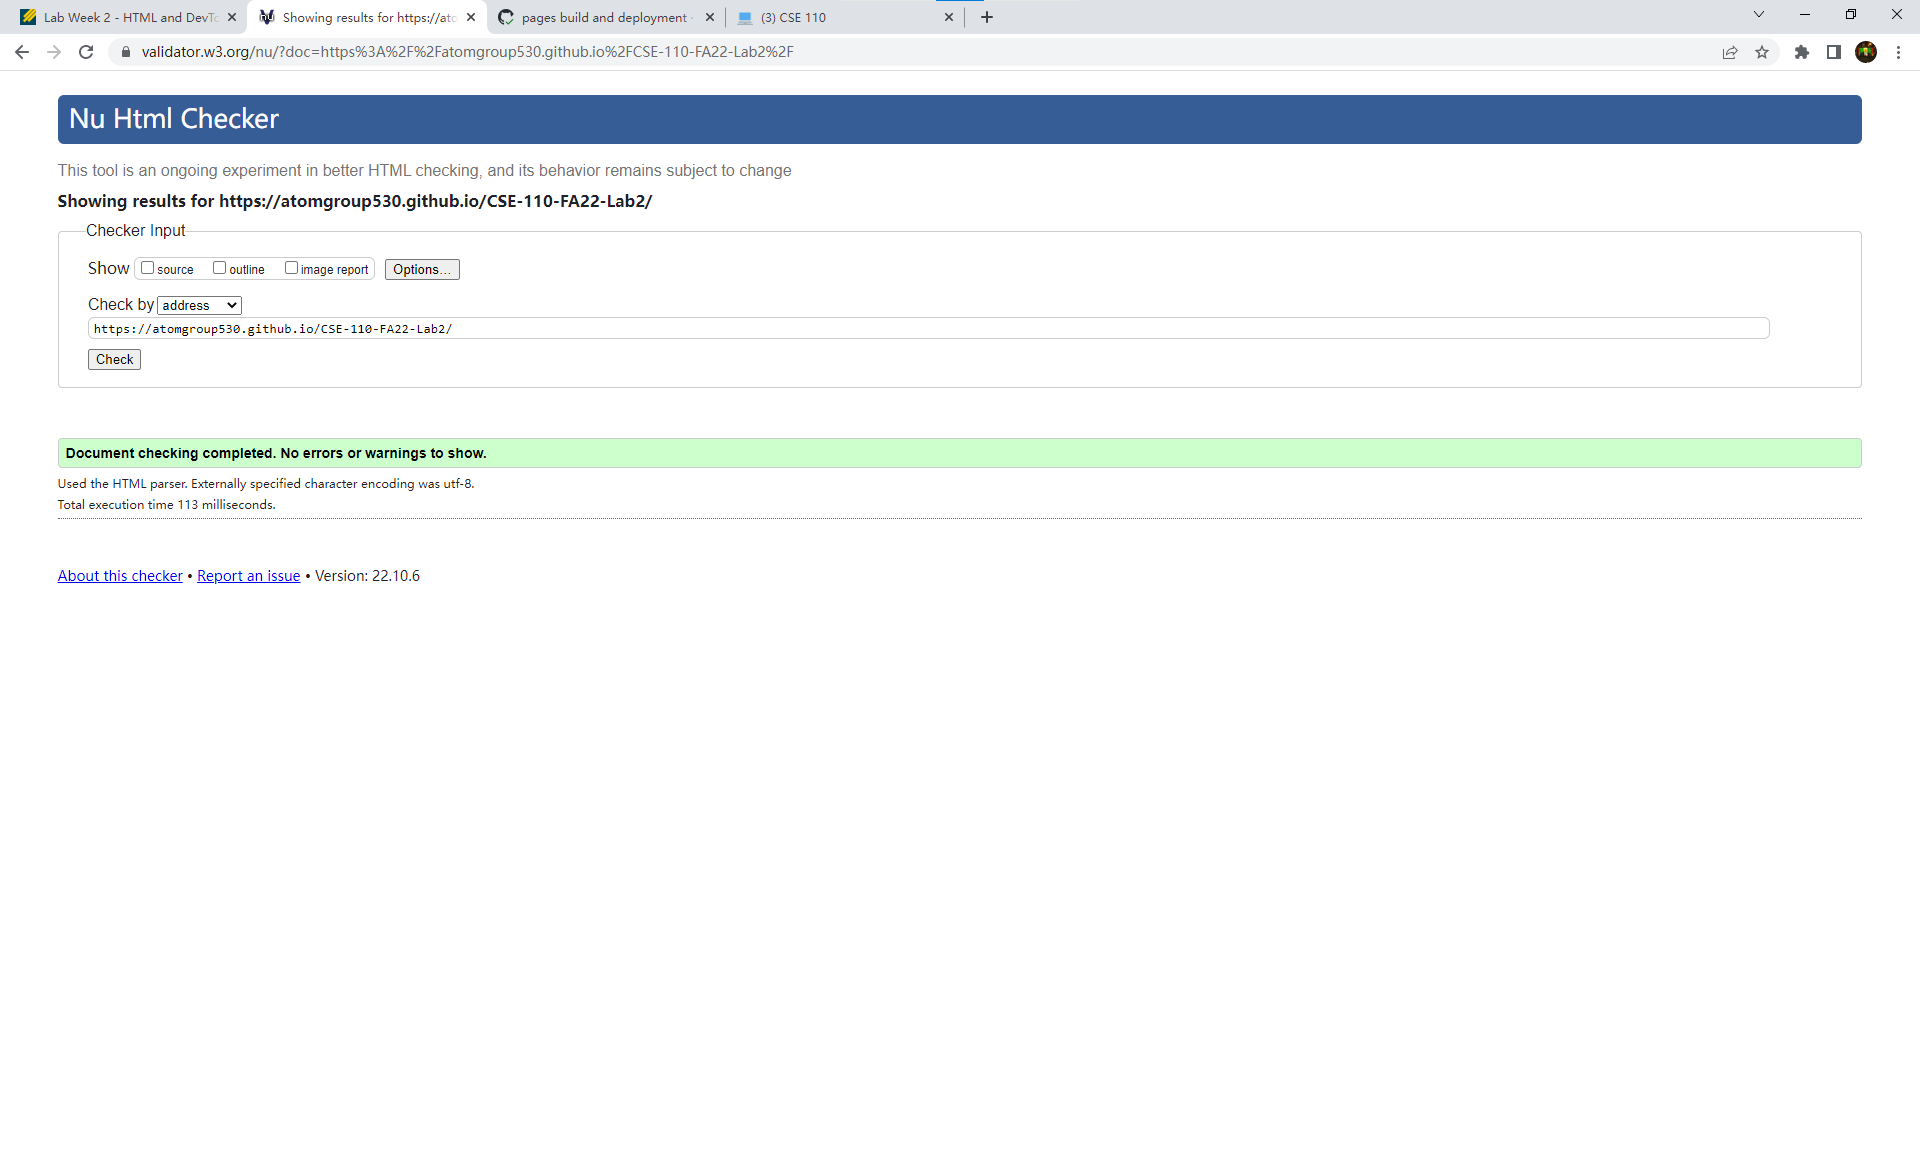 Lab Week 2 - HTML and DevTo
Showing results for https://ato
pages build and deployment ·
(3) CSE 110
validator.w3.org/nu/?doc=https%3A%2F%2Fatomgroup530.github.io%2FCSE-110-FA22-Lab2%2F
Nu Html Checker
This tool is an ongoing experiment in better HTML checking, and its behavior remains subject to change
Showing results for https://atomgroup530.github.io/CSE-110-FA22-Lab2/
Checker Input
Show source outline image report Options...
Check by address
https://atomgroup530.github.io/CSE-110-FA22-Lab2/
Check
Document checking completed. No errors or warnings to show.
Used the HTML parser. Externally specified character encoding was utf-8.
Total execution time 113 milliseconds.
About this checker • Report an issue • Version: 22.10.6